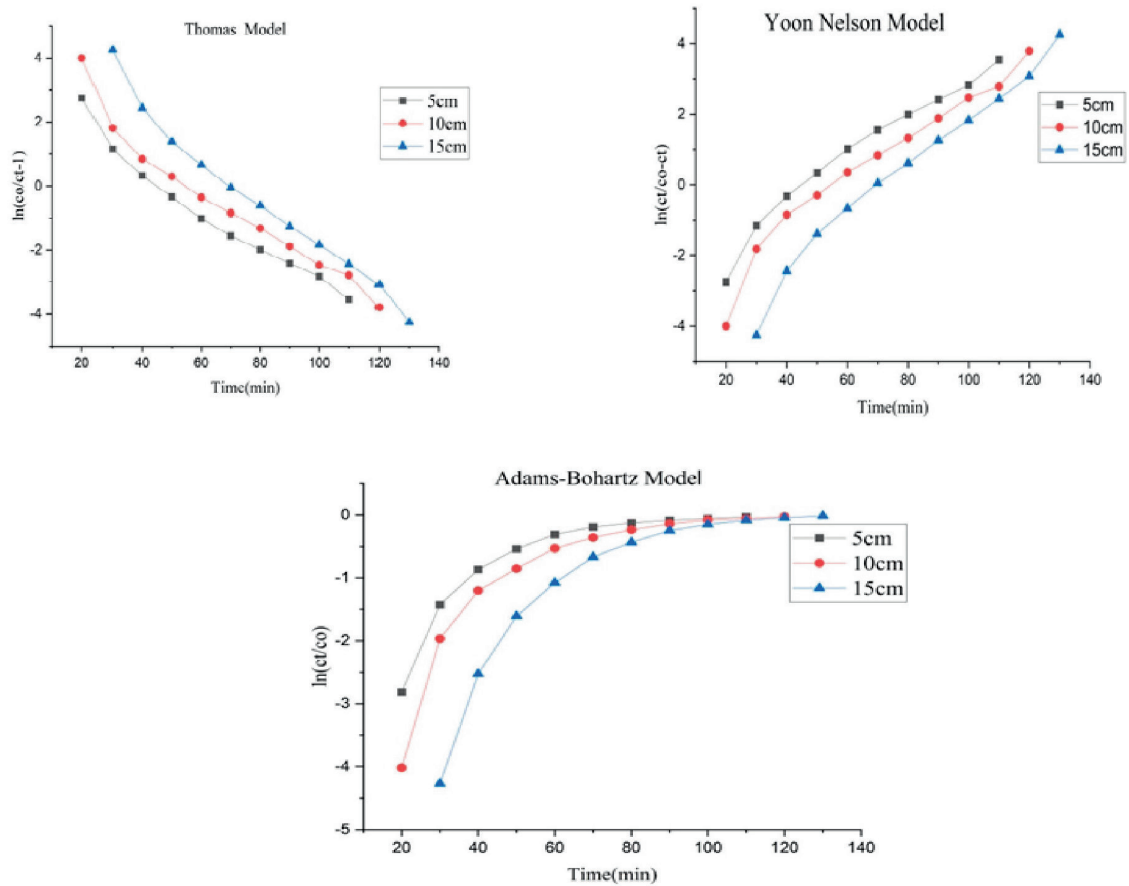 Thomas Model
ln(co/ct-1)
4
2
0
-2
-4
20
40
60
80
100
120
140
Time(min)
5cm
10cm
15cm
Yoon Nelson Model
ln(ct/co-ct)
4
2
0
-2
-4
20
40
60
80
100
120
140
Time(min)
5cm
10cm
15cm
Adams-Bohartz Model
ln(ct/co)
0
-1
-2
-3
-4
-5
20
40
60
80
100
120
140
Time(min)
5cm
10cm
15cm